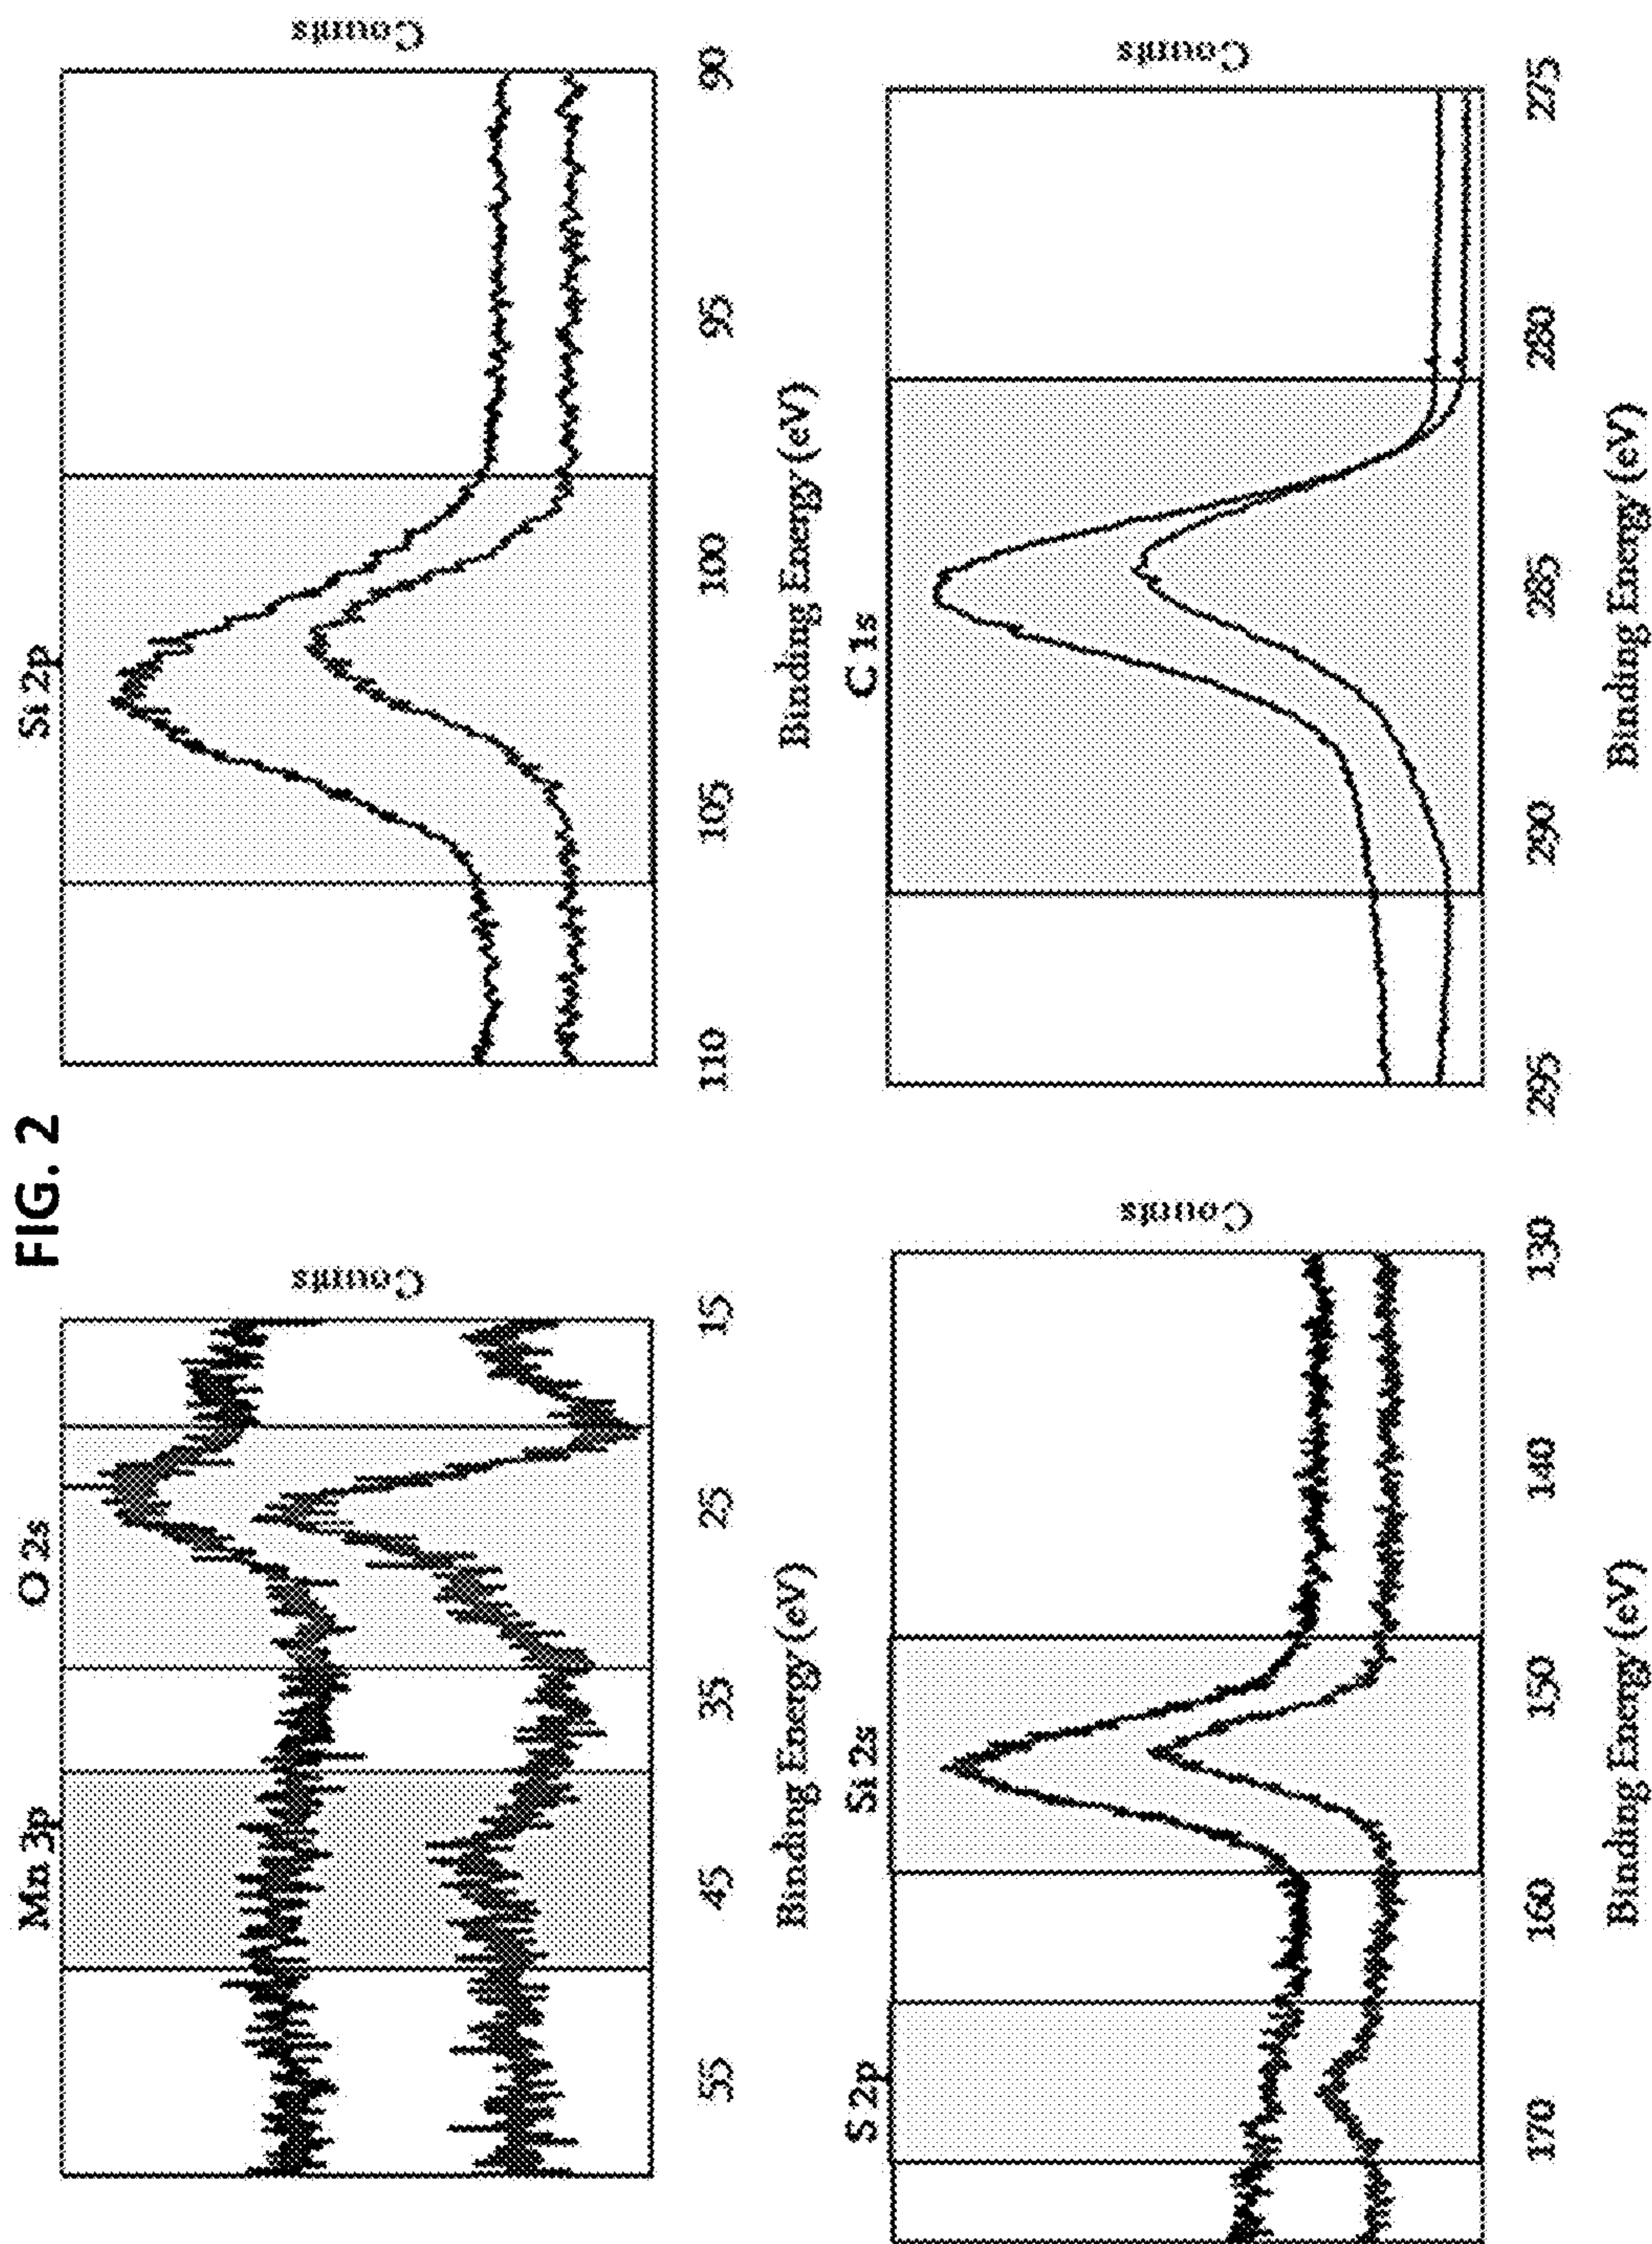 FIG. 2
Mn 3p O 2s
Counts
55 45 35 25 15
Binding Energy (eV)
Si 2p
Counts
110 105 100 95 90
Binding Energy (eV)
S 2p Si 2s
Counts
170 160 150 140 130
Binding Energy (eV)
C 1s
Counts
295 290 285 280 275
Binding Energy (eV)